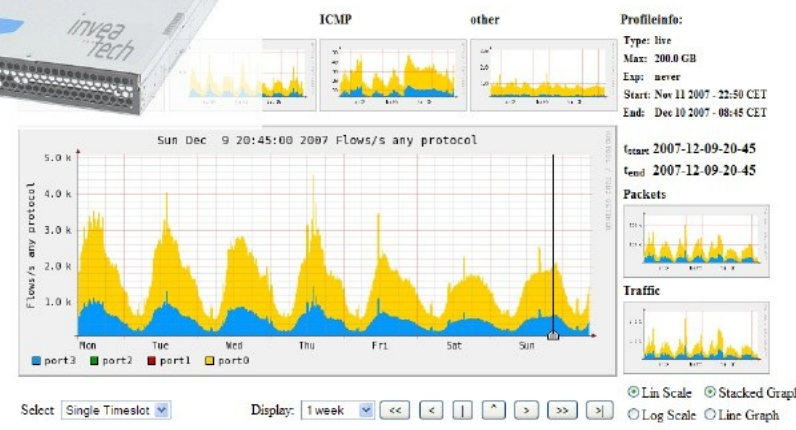 invea
tech
ICMP
other
Profileinfo:
Type: live
Max: 200.0 GB
Exp: never
Start: Nov 11 2007 - 22:50 CET
End: Dec 10 2007 - 08:45 CET
tstart 2007-12-09-20-45
tend 2007-12-09-20-45
Sun Dec 9 20:45:00 2007 Flows/s any protocol
Flows/s any protocol
5.0 k
4.0 k
3.0 k
2.0 k
1.0 k
Mon Tue Wed Thu Fri Sat Sun
port3 port2 port1 port0
Packets
Traffic
Select Single Timeslot Display: 1 week << < | ^ > >> >|
Lin Scale Stacked Graph
Log Scale Line Graph